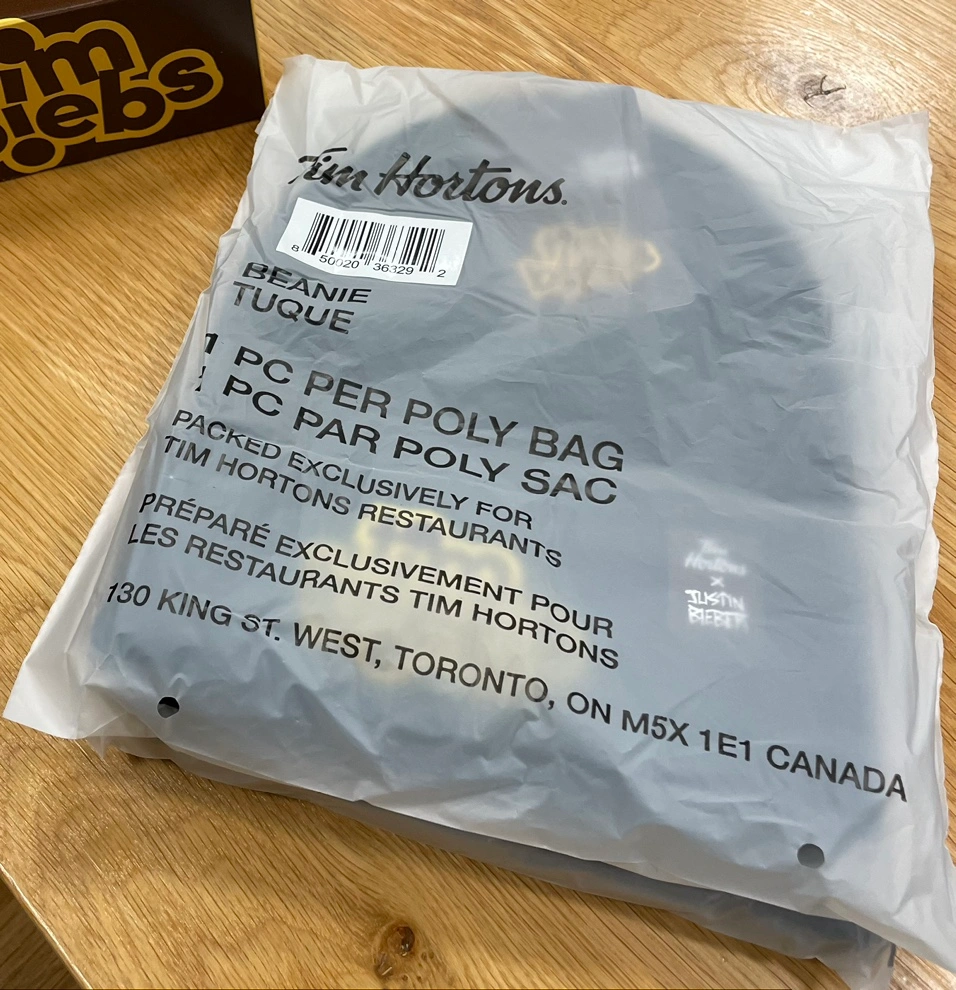 im
iebs
Tim Hortons.
8 50020 36329 2
BEANIE
TUQUE
1 PC PER POLY BAG
1 PC PAR POLY SAC
PACKED EXCLUSIVELY FOR
TIM HORTONS RESTAURANTS
PRÉPARÉ EXCLUSIVEMENT POUR
LES RESTAURANTS TIM HORTONS
130 KING ST. WEST, TORONTO, ON M5X 1E1 CANADA
Tim
Hortons
x
JUSTIN
BIEBER